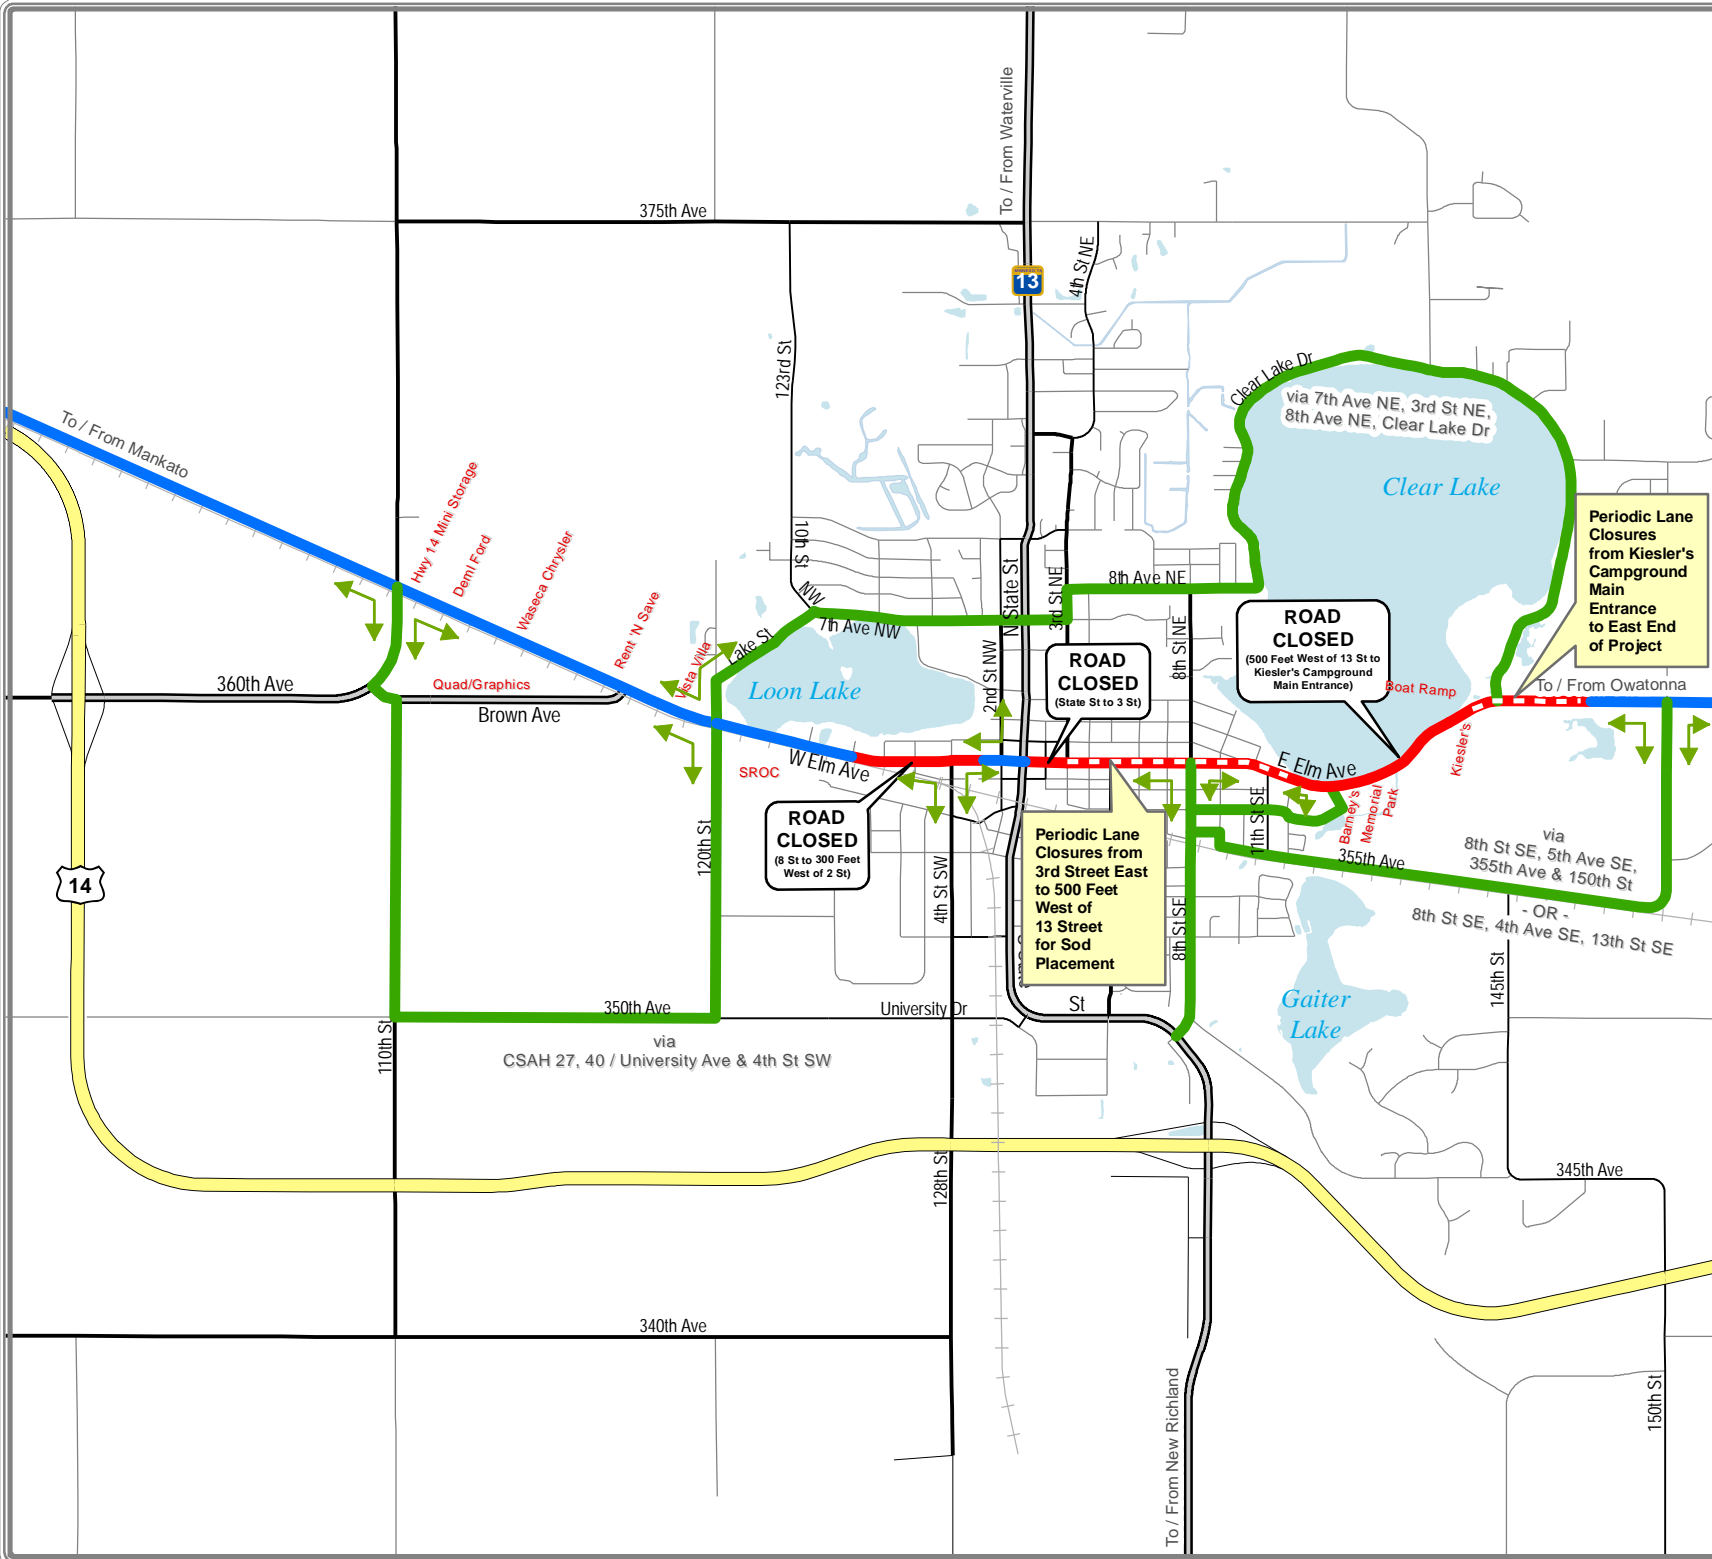 To / From Waterville
375th Ave
4th St NE
13
123rd St
Clear Lake Dr
via 7th Ave NE, 3rd St NE,
8th Ave NE, Clear Lake Dr
To / From Mankato
Clear Lake
Hwy 14 Mini Storage
Deml Ford
Waseca Chrysler
Rent 'N Save
Vista Villa
10th St
NW
N State St
3rd St NE
8th Ave NE
Periodic Lane
Closures
from Kiesler's
Campground
Main
Entrance
to East End
of Project
7th Ave NW
Lake St
2nd St NW
8th St NE
ROAD
CLOSED
(500 Feet West of 13 St to
Kiesler's Campground
Main Entrance)
ROAD
CLOSED
(State St to 3 St)
360th Ave
Quad/Graphics
Brown Ave
Loon Lake
Boat Ramp
To / From Owatonna
Kiesler's
W Elm Ave
E Elm Ave
SROC
ROAD
CLOSED
(8 St to 300 Feet
West of 2 St)
120th St
Periodic Lane
Closures from
3rd Street East
to 500 Feet
West of
13 Street
for Sod
Placement
11th St SE
Barney's
Memorial
Park
355th Ave
via
8th St SE, 5th Ave SE,
355th Ave & 150th St
- OR -
8th St SE, 4th Ave SE, 13th St SE
14
4th St SW
8th St SE
145th St
Gaiter
Lake
350th Ave
University Dr
St
via
CSAH 27, 40 / University Ave & 4th St SW
110th St
128th St
345th Ave
340th Ave
To / From New Richland
150th St